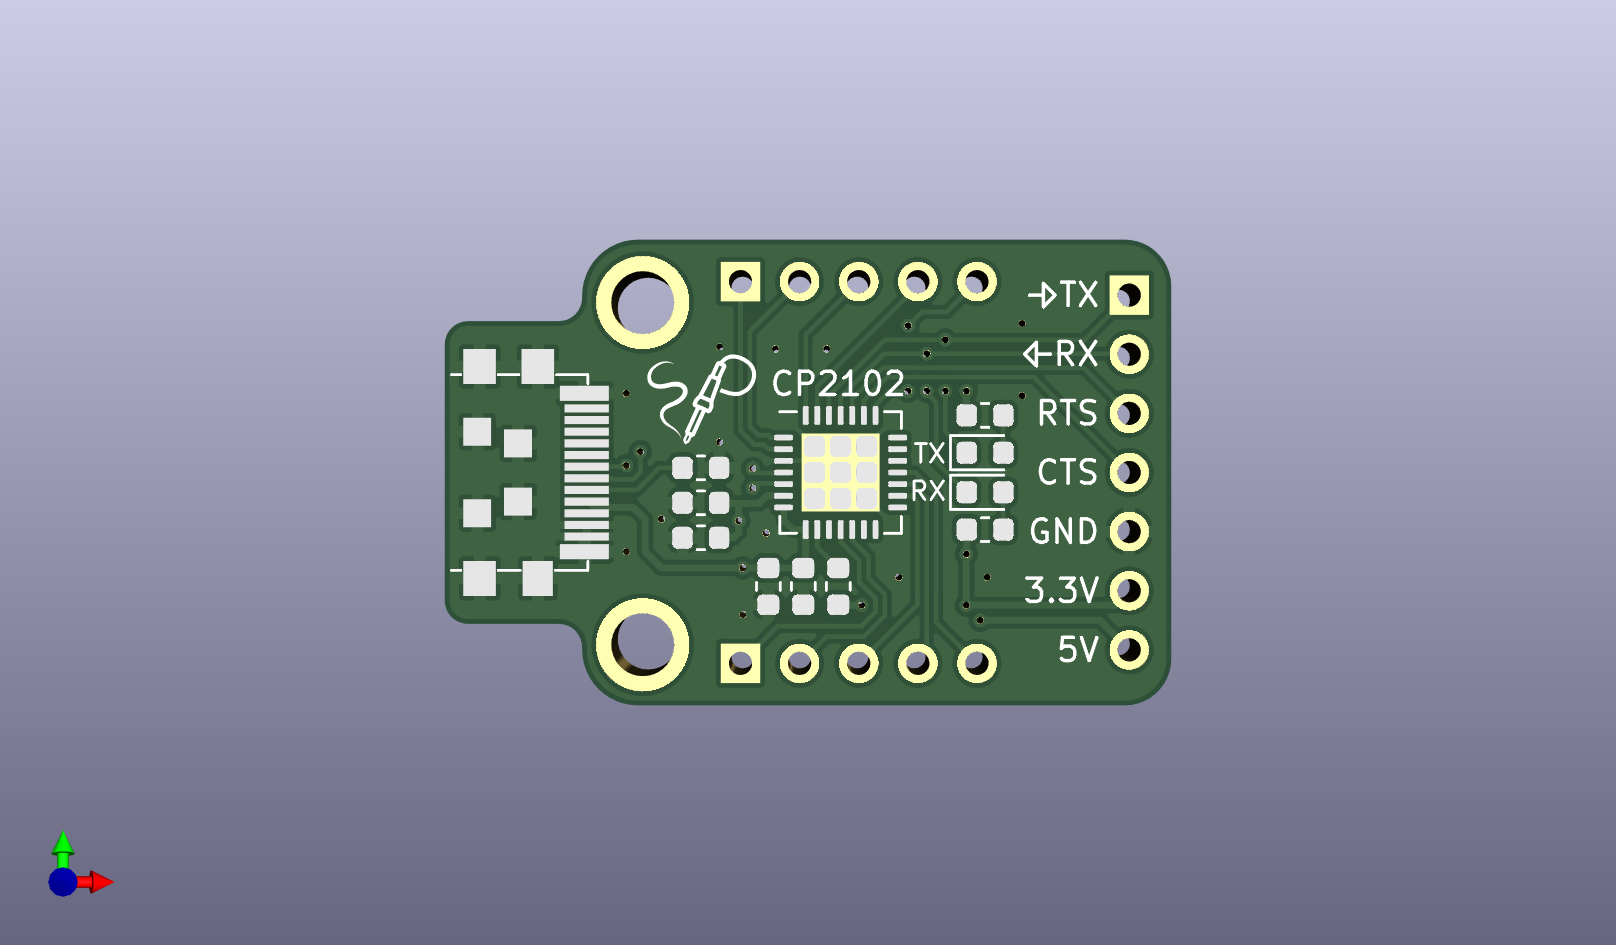 TX
RX
CP2102
RTS
TX
CTS
RX
GND
3.3V
5V